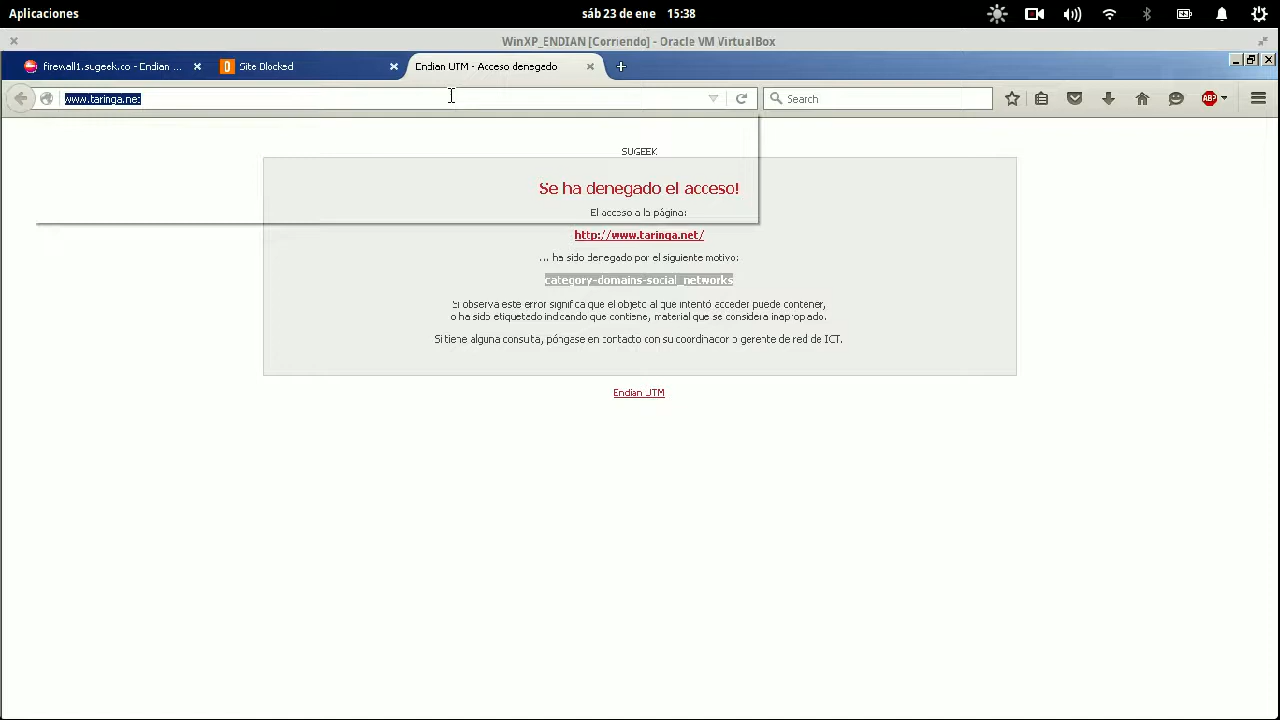 Aplicaciones
sáb 23 de ene 15:38
WinXP_ENDIAN [Corriendo] - Oracle VM VirtualBox
firewall1.sugeek.co - Endian ...
Site Blocked
Endian UTM - Acceso denegado
www.taringa.net
Search
ABP
SUGEEK
Se ha denegado el acceso!
El acceso a la página:
http://www.taringa.net/
... ha sido denegado por el siguiente motivo:
category-domains-social_networks
Si observa este error significa que el objeto al que intentó acceder puede contener,
o ha sido etiquetado indicando que contiene, material que se considera inapropiado.
Si tiene alguna consulta, póngase en contacto con su coordinador o gerente de red de ICT.
Endian UTM